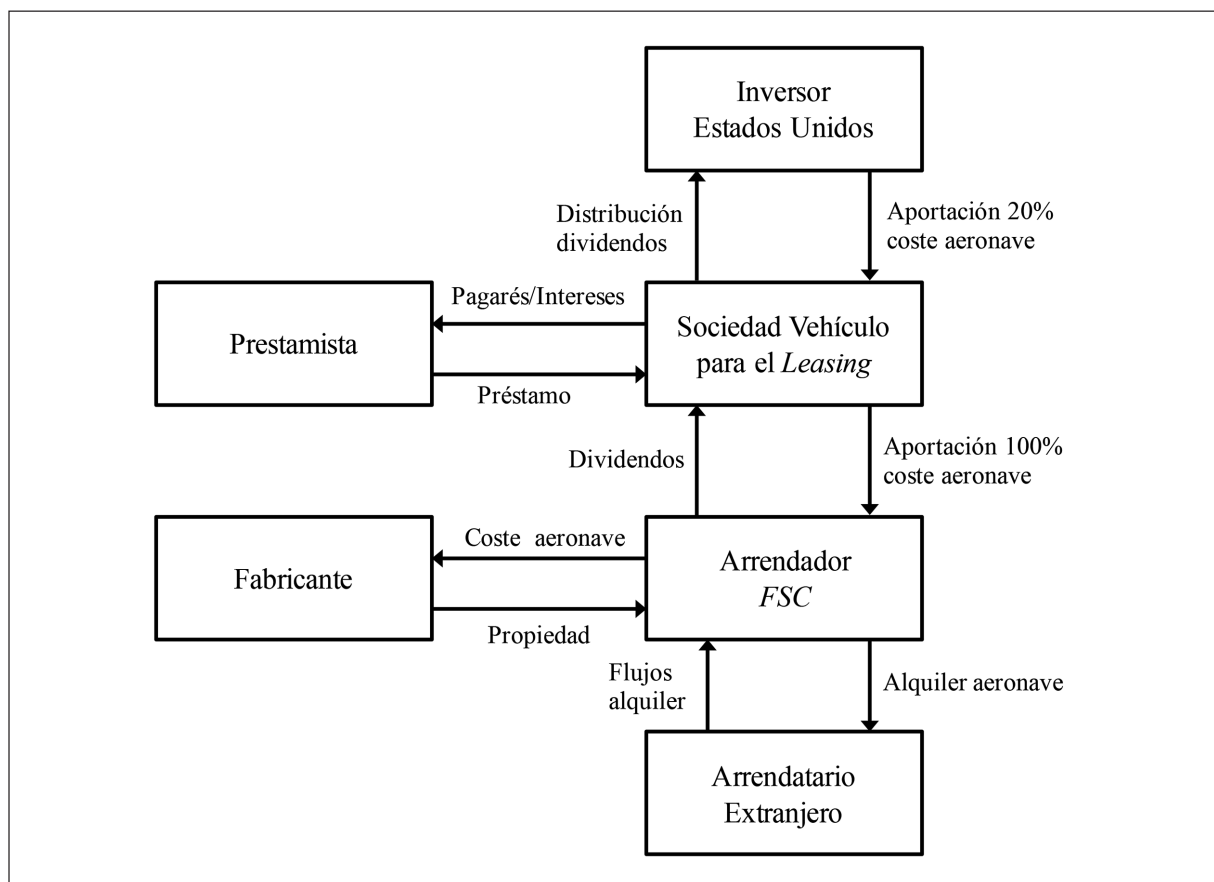 Inversor
Estados Unidos
Distribución
dividendos
Aportación 20%
coste aeronave
Pagarés/Intereses
Prestamista
Sociedad Vehículo
para el Leasing
Préstamo
Dividendos
Aportación 100%
coste aeronave
Coste aeronave
Fabricante
Arrendador
FSC
Propiedad
Flujos
alquiler
Alquiler aeronave
Arrendatario
Extranjero